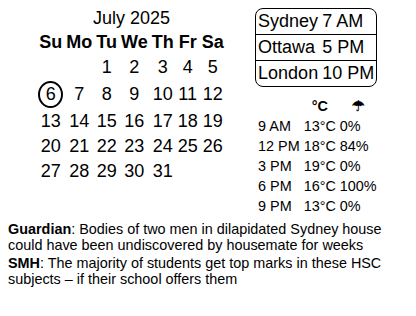 July 2025
Su Mo Tu We Th Fr Sa
1 2 3 4 5
6 7 8 9 10 11 12
13 14 15 16 17 18 19
20 21 22 23 24 25 26
27 28 29 30 31
Sydney 7 AM
Ottawa 5 PM
London 10 PM
°C ☂
9 AM 13°C 0%
12 PM 18°C 84%
3 PM 19°C 0%
6 PM 16°C 100%
9 PM 13°C 0%
Guardian: Bodies of two men in dilapidated Sydney house
could have been undiscovered by housemate for weeks
SMH: The majority of students get top marks in these HSC
subjects – if their school offers them